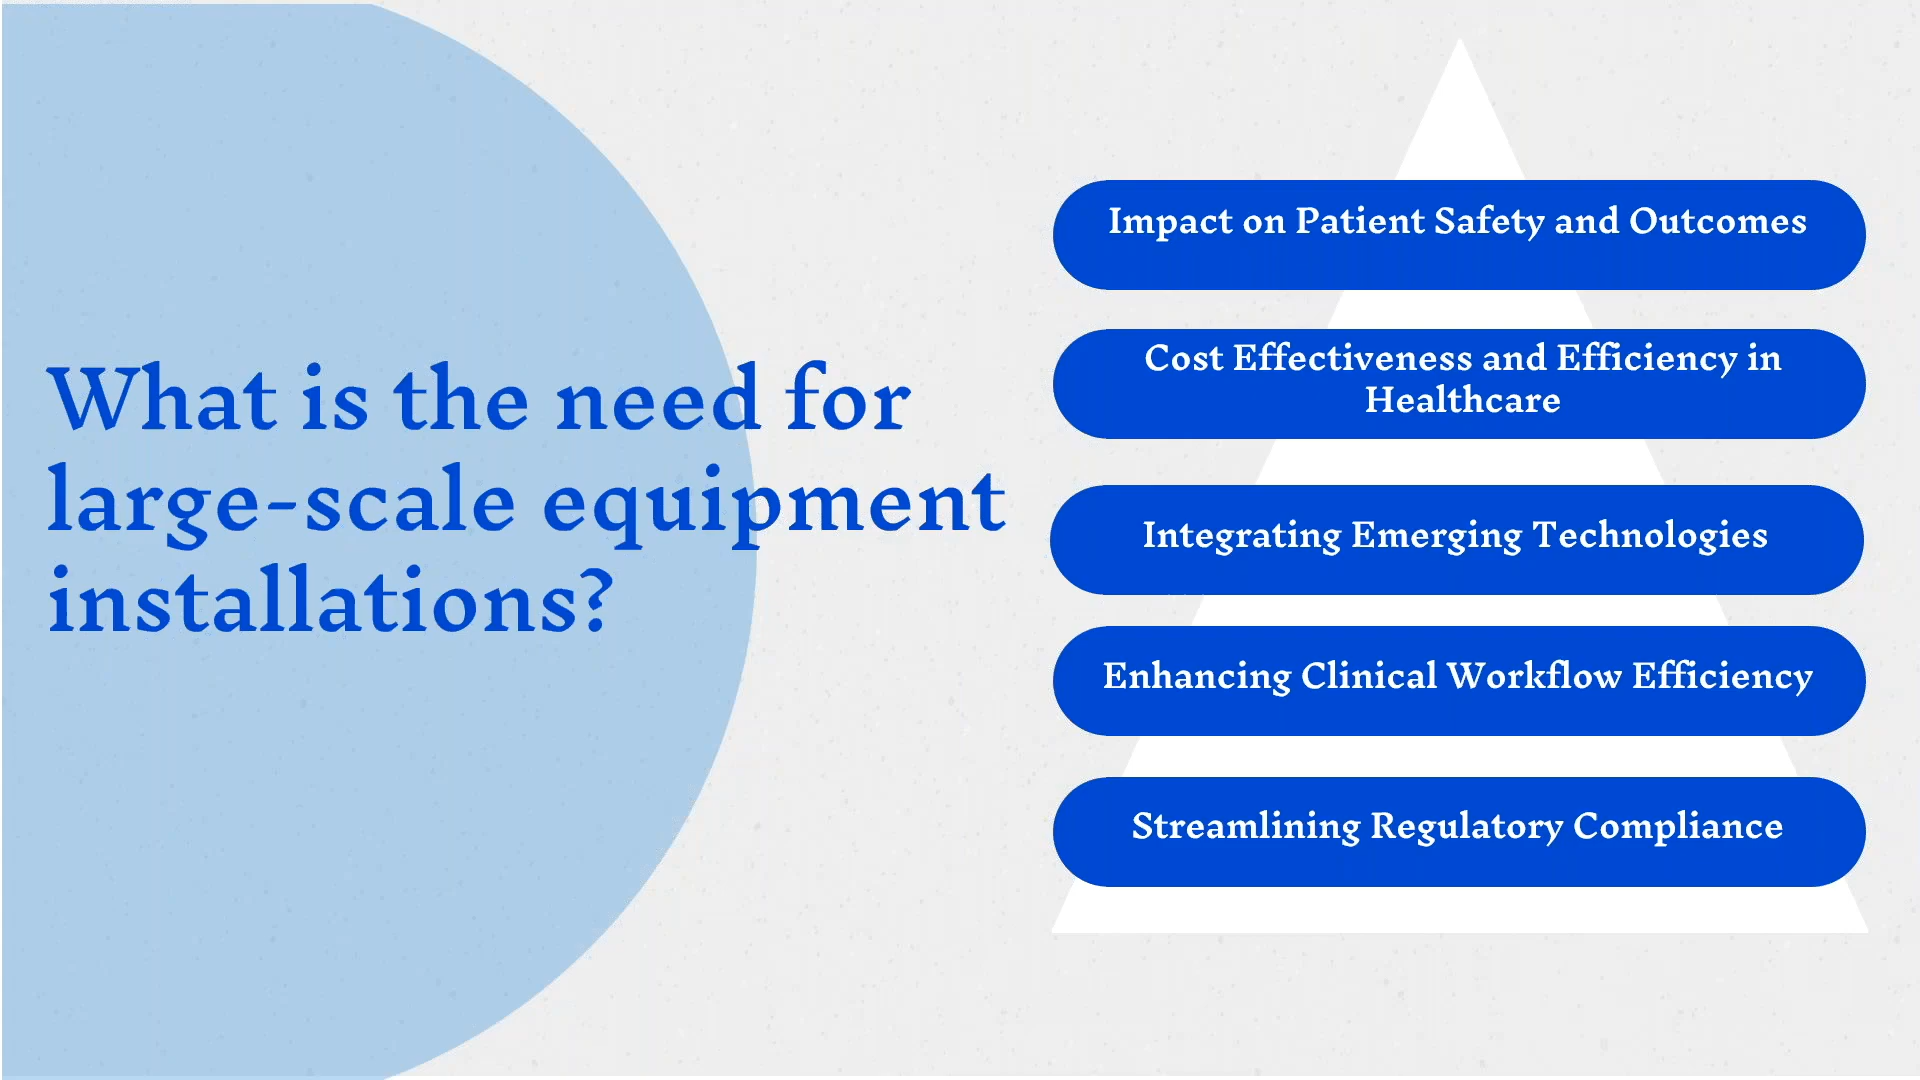 What is the need for
large-scale equipment
installations?
Impact on Patient Safety and Outcomes
Cost Effectiveness and Efficiency in
Healthcare
Integrating Emerging Technologies
Enhancing Clinical Workflow Efficiency
Streamlining Regulatory Compliance